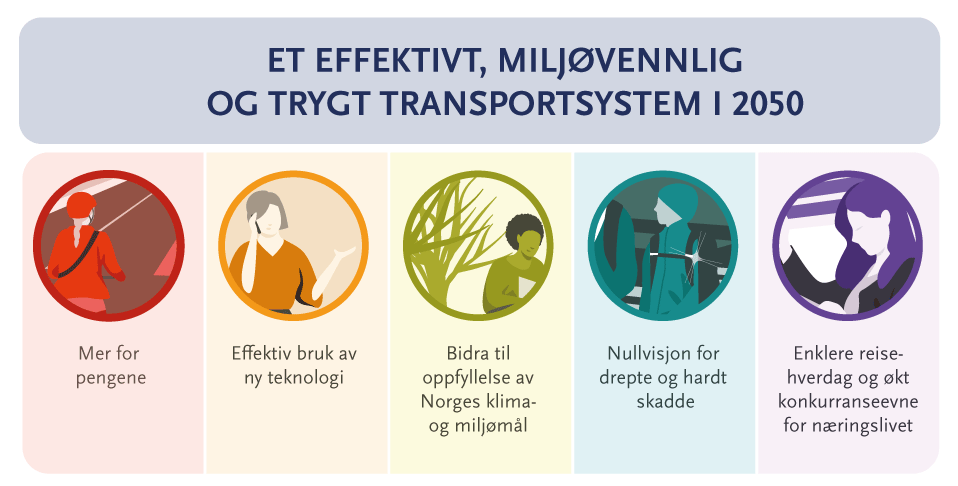 ET EFFEKTIVT, MILJØVENNLIG
OG TRYGT TRANSPORTSYSTEM I 2050
Mer for
pengene
Effektiv bruk av
ny teknologi
Bidra til
oppfyllelse av
Norges klima-
og miljømål
Nullvisjon for
drepte og hardt
skadde
Enklere reise-
hverdag og økt
konkurranseevne
for næringslivet